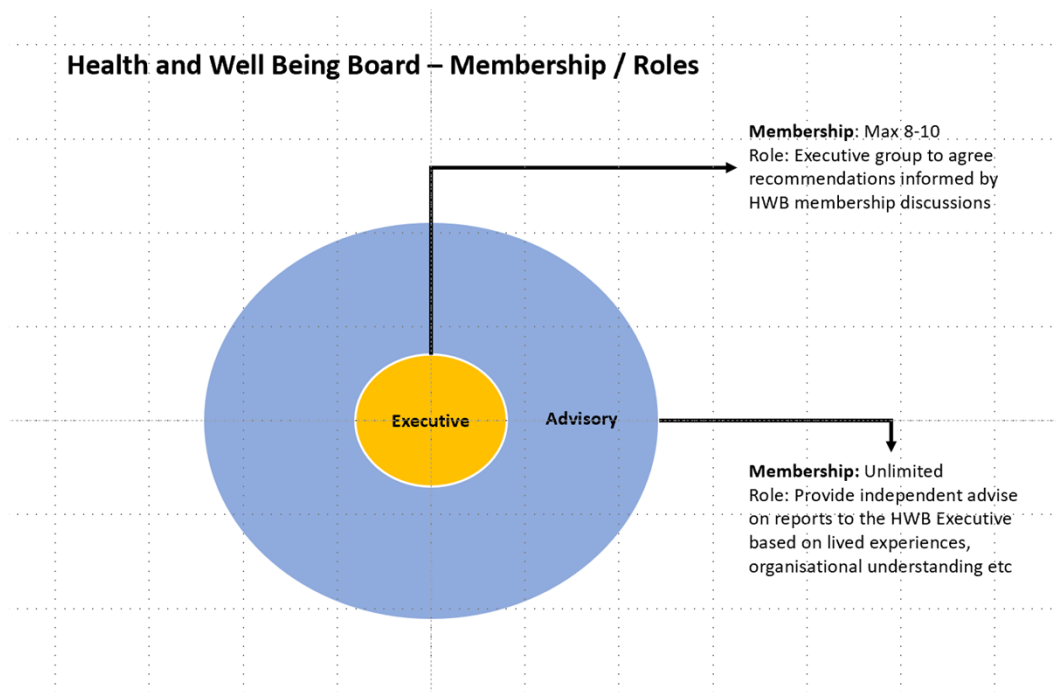 Health and Well Being Board – Membership / Roles
Membership: Max 8-10
Role: Executive group to agree
recommendations informed by
HWB membership discussions
Executive
Advisory
Membership: Unlimited
Role: Provide independent advise
on reports to the HWB Executive
based on lived experiences,
organisational understanding etc